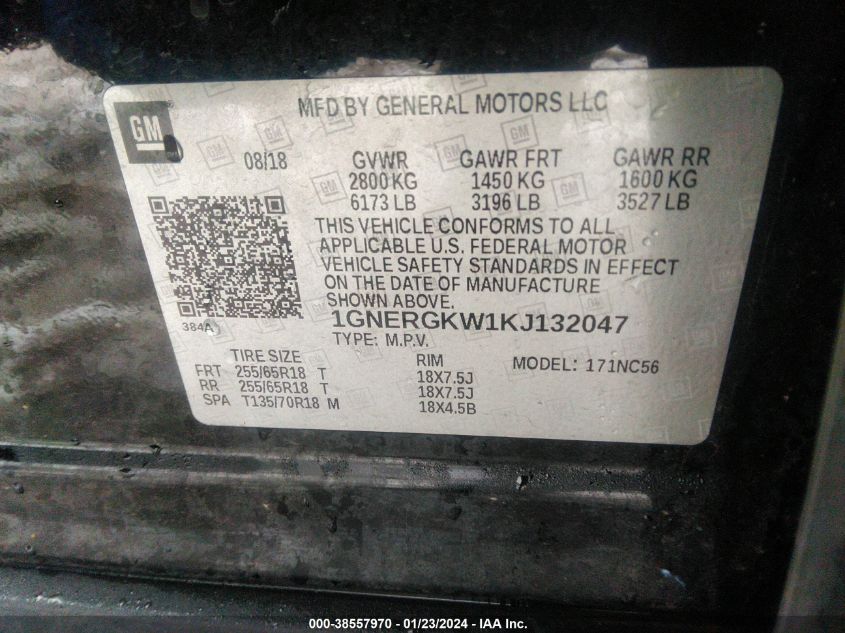 GM
MFD BY GENERAL MOTORS LLC
08/18 GVWR GAWR FRT GAWR RR
2800 KG 1450 KG 1600 KG
6173 LB 3196 LB 3527 LB
THIS VEHICLE CONFORMS TO ALL
APPLICABLE U.S. FEDERAL MOTOR
VEHICLE SAFETY STANDARDS IN EFFECT
ON THE DATE OF MANUFACTURE
SHOWN ABOVE.
384A
1GNERGKW1KJ132047
TYPE: M.P.V.
TIRE SIZE RIM MODEL: 171NC56
FRT 255/65R18 T 18X7.5J
RR 255/65R18 T 18X7.5J
SPA T135/70R18 M 18X4.5B
000-38557970 - 01/23/2024 - IAA Inc.